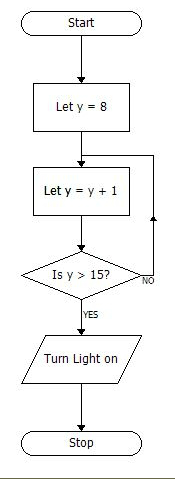 Start
Let y = 8
Let y = y + 1
Is y > 15?
NO
YES
Turn Light on
Stop